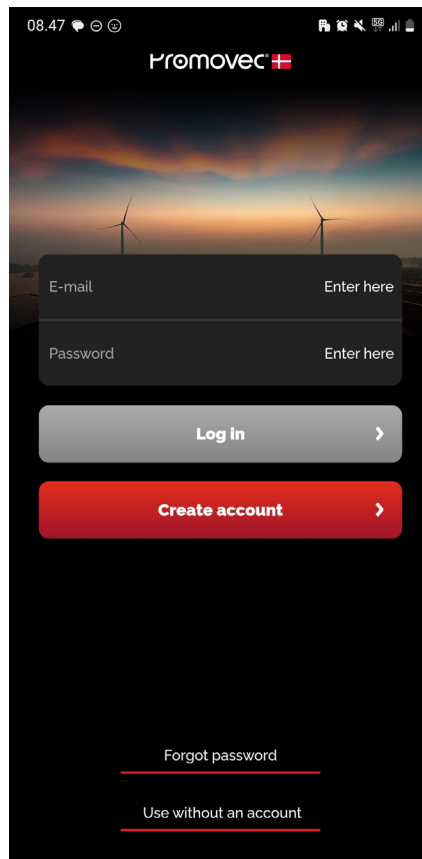 08.47
5G
Promovec
E-mail
Enter here
Password
Enter here
Log in
Create account
Forgot password
Use without an account